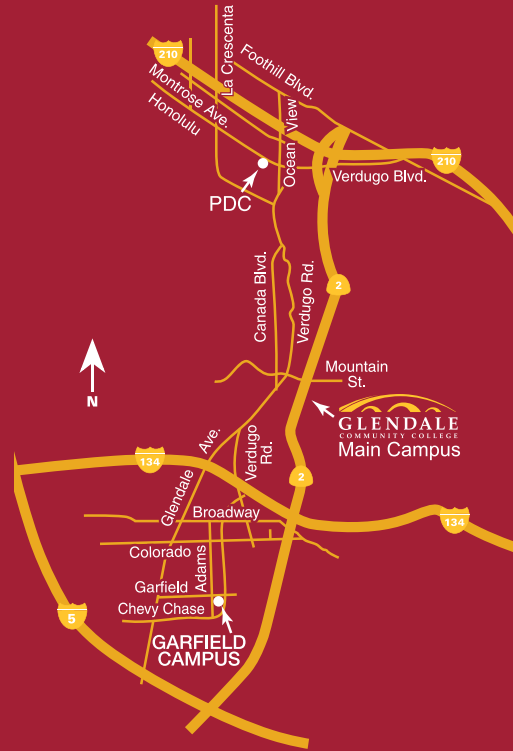 210
La Crescenta
Foothill Blvd.
Montrose Ave.
Honolulu
Ocean View
210
Verdugo Blvd.
PDC
Canada Blvd.
Verdugo Rd.
2
N
Mountain
St.
GLENDALE
COMMUNITY COLLEGE
Main Campus
Glendale Ave.
Verdugo
Rd.
134
2
Broadway
134
Colorado
Adams
Garfield
Chevy Chase
5
GARFIELD
CAMPUS